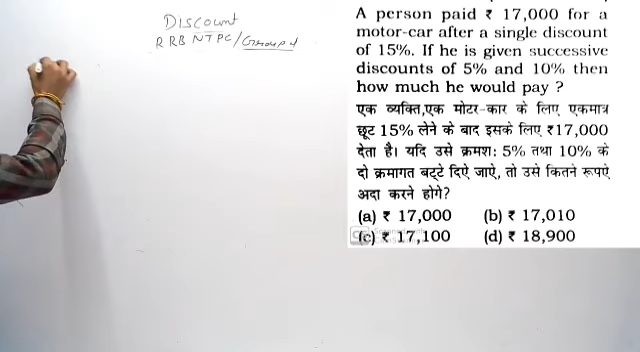 Discount
RRB NTPC/Group d
A person paid ₹ 17,000 for a
motor-car after a single discount
of 15%. If he is given successive
discounts of 5% and 10% then
how much he would pay ?
एक व्यक्ति,एक मोटर-कार के लिए एकमात्र
छूट 15% लेने के बाद इसके लिए ₹17,000
देता है। यदि उसे क्रमश: 5% तथा 10% के
दो क्रमागत बट्टे दिऐ जाऐ, तो उसे कितने रूपऐ
अदा करने होगे?
(a) ₹ 17,000 (b) ₹ 17,010
(c) ₹ 17,100 (d) ₹ 18,900